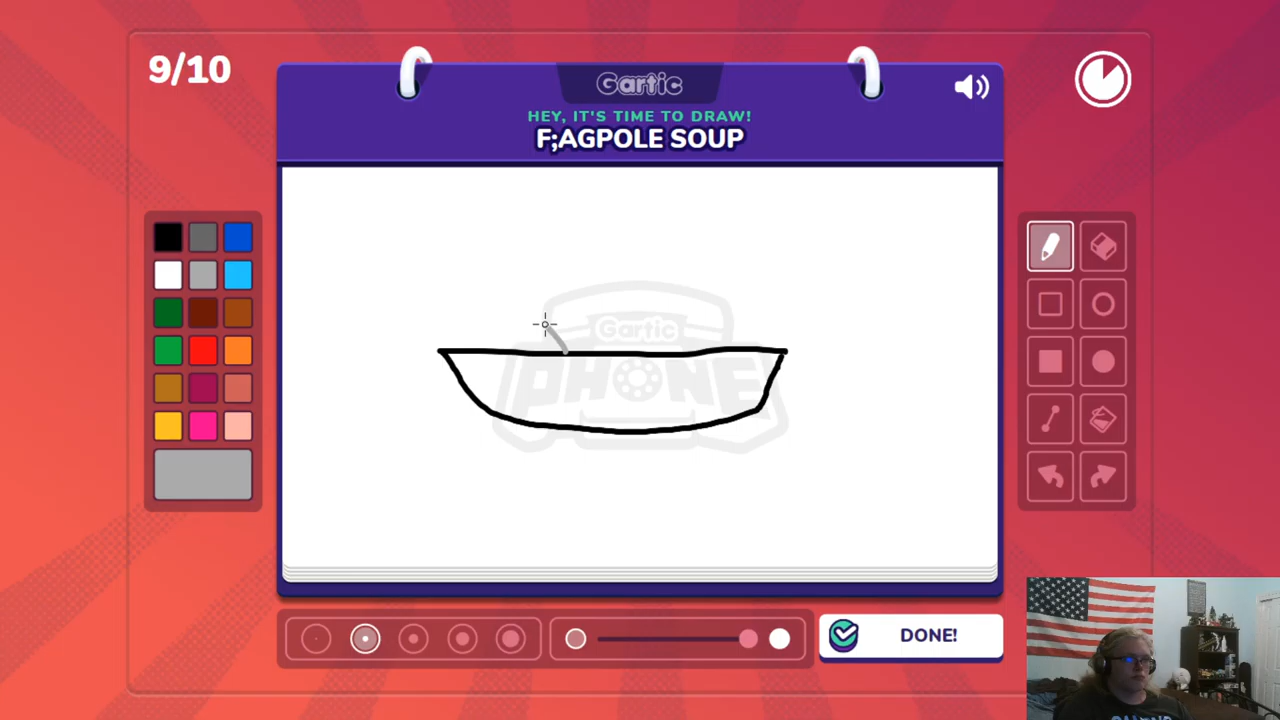 9/10
Gartic
HEY, IT'S TIME TO DRAW!
F;AGPOLE SOUP
Gartic
PHONE
DONE!